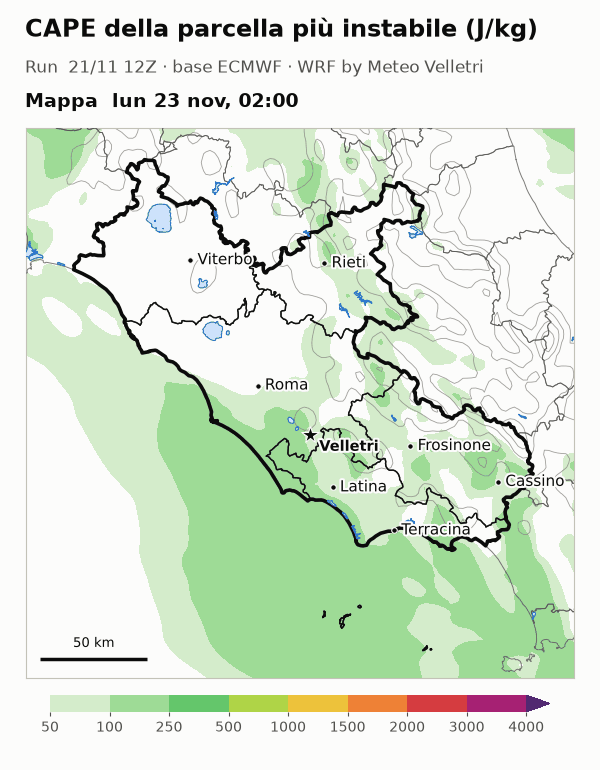 CAPE della parcella più instabile (J/kg)
Run  21/11 12Z · base ECMWF · WRF by Meteo Velletri
Mappa  lun 23 nov, 02:00
Viterbo
Rieti
Roma
Velletri
Frosinone
Cassino
Latina
Terracina
50 km
50 100 250 500 1000 1500 2000 3000 4000